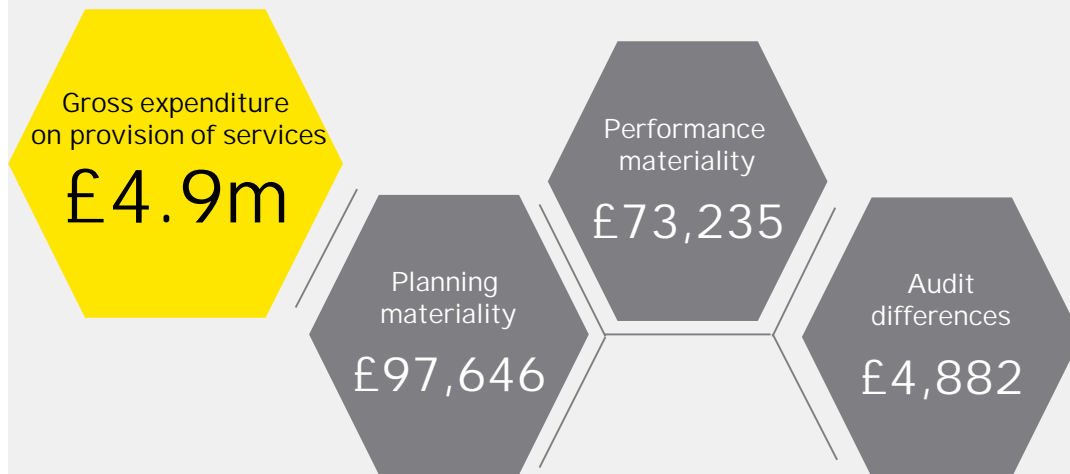 Gross expenditure
on provision of services
£4.9m
Planning
materiality
£97,646
Performance
materiality
£73,235
Audit
differences
£4,882